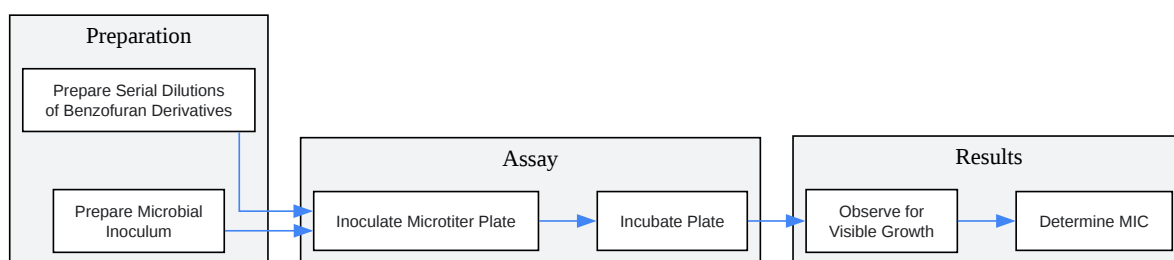 Preparation
Prepare Serial Dilutions
of Benzofuran Derivatives
Prepare Microbial
Inoculum
Assay
Inoculate Microtiter Plate
Incubate Plate
Results
Observe for
Visible Growth
Determine MIC